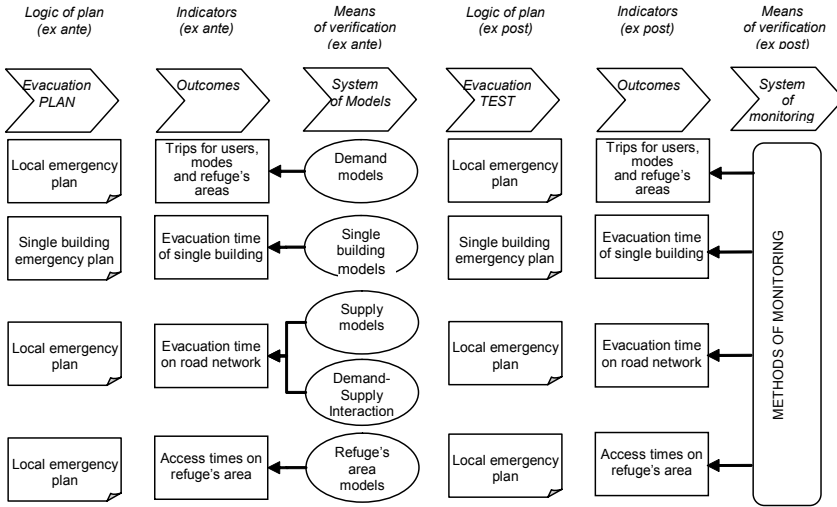 Logic of plan
(ex ante)
Indicators
(ex ante)
Means
of verification
(ex ante)
Logic of plan
(ex post)
Indicators
(ex post)
Means
of verification
(ex post)
Evacuation
PLAN
Outcomes
System
of Models
Evacuation
TEST
Outcomes
System
of
monitoring
Local emergency
plan
Trips for users,
modes
and refuge's
areas
Demand
models
Local emergency
plan
Trips for users,
modes
and refuge's
areas
Single building
emergency plan
Evacuation time
of single building
Single
building
models
Single building
emergency plan
Evacuation time
of single building
Local emergency
plan
Evacuation time
on road network
Supply
models
Demand-
Supply
Interaction
Local emergency
plan
Evacuation time
on road network
Local emergency
plan
Access times on
refuge's area
Refuge's
area
models
Local emergency
plan
Access times on
refuge's area
METHODS OF MONITORING